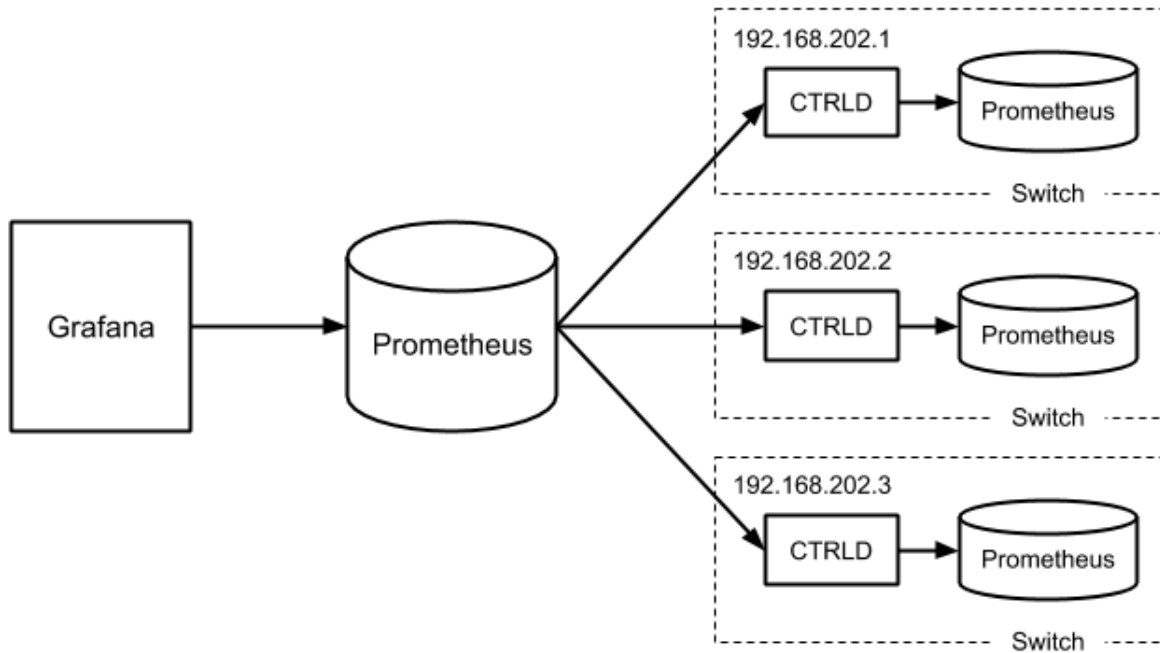 Grafana
Prometheus
192.168.202.1
CTRLD
Prometheus
Switch
192.168.202.2
CTRLD
Prometheus
Switch
192.168.202.3
CTRLD
Prometheus
Switch